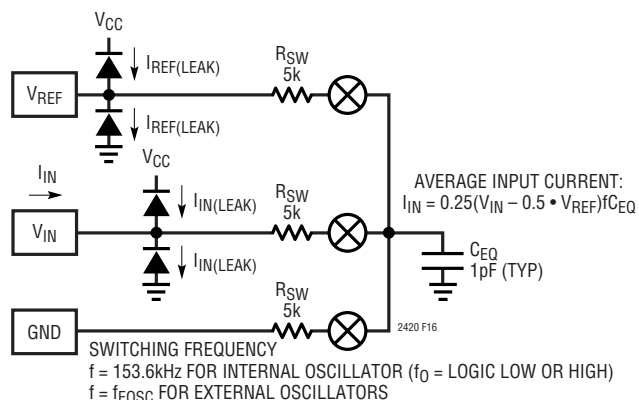 VCC
IREF(LEAK)
RSW
5k
VREF
IREF(LEAK)
VCC
IIN
IIN(LEAK)
RSW
5k
AVERAGE INPUT CURRENT:
IIN = 0.25(VIN – 0.5 • VREF)fCEQ
VIN
IIN(LEAK)
CEQ
1pF (TYP)
RSW
5k
GND
2420 F16
SWITCHING FREQUENCY
f = 153.6kHz FOR INTERNAL OSCILLATOR (fO = LOGIC LOW OR HIGH)
f = fEOSC FOR EXTERNAL OSCILLATORS